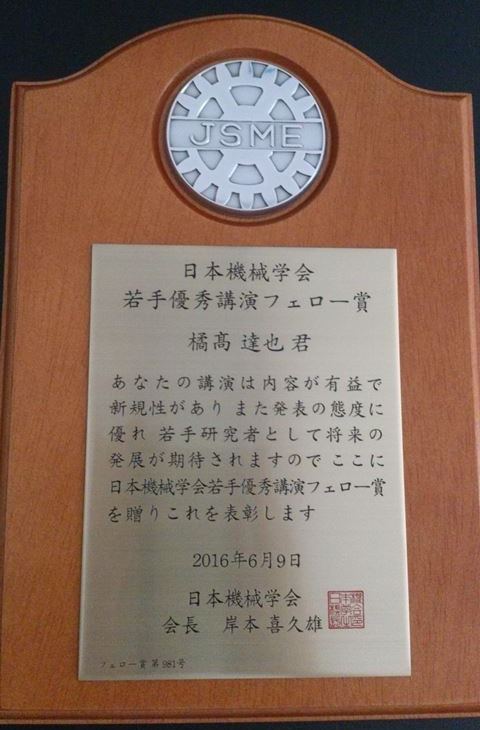 JSME
日本機械学会
若手優秀講演フェロー賞
橘髙 達也 君
あなたの講演は内容が有益で
新規性があり また発表の態度に
優れ 若手研究者として将来の
発展が期待されますので ここに
日本機械学会若手優秀講演フェロー賞
を贈りこれを表彰します
2016年6月9日
日本機械学会
会長 岸本 喜久雄
フェロー賞 第981号